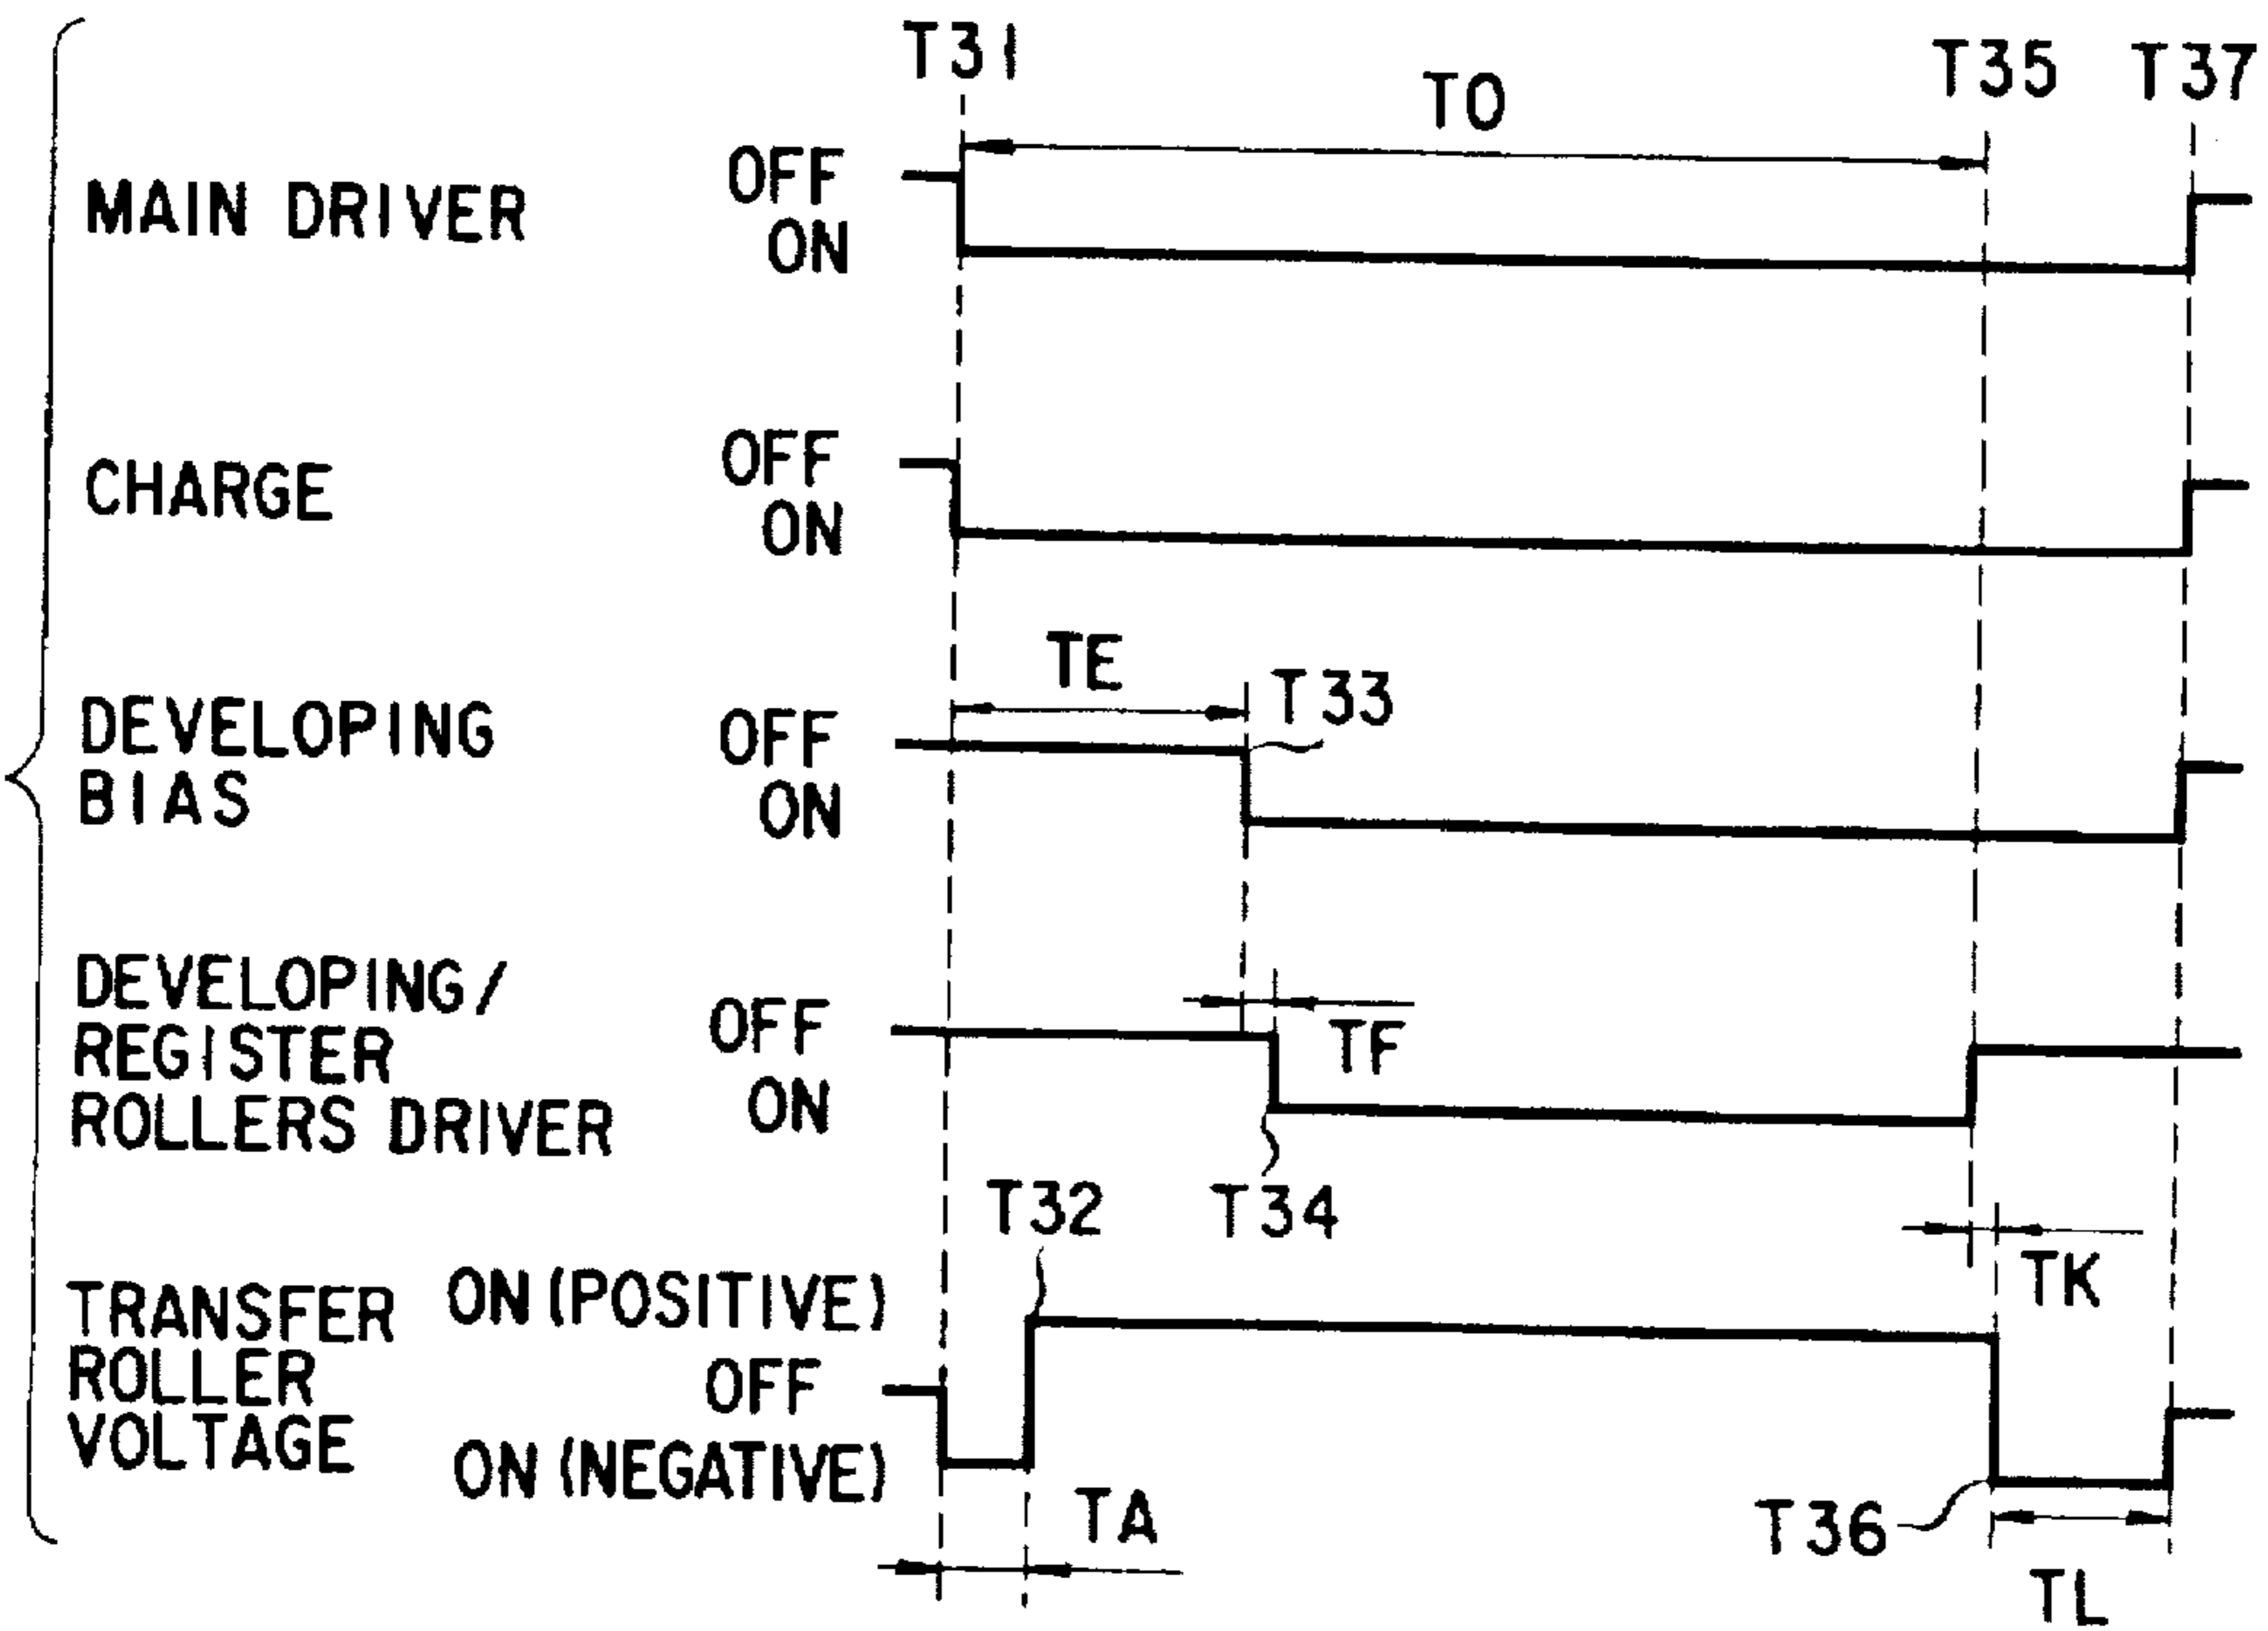 T31
T35
T37
TO
MAIN DRIVER
OFF
ON
CHARGE
OFF
ON
TE
T33
DEVELOPING
BIAS
OFF
ON
DEVELOPING/
REGISTER
ROLLERS DRIVER
OFF
ON
TF
T32
T34
TK
TRANSFER
ROLLER
VOLTAGE
ON (POSITIVE)
OFF
ON (NEGATIVE)
TA
T36
TL